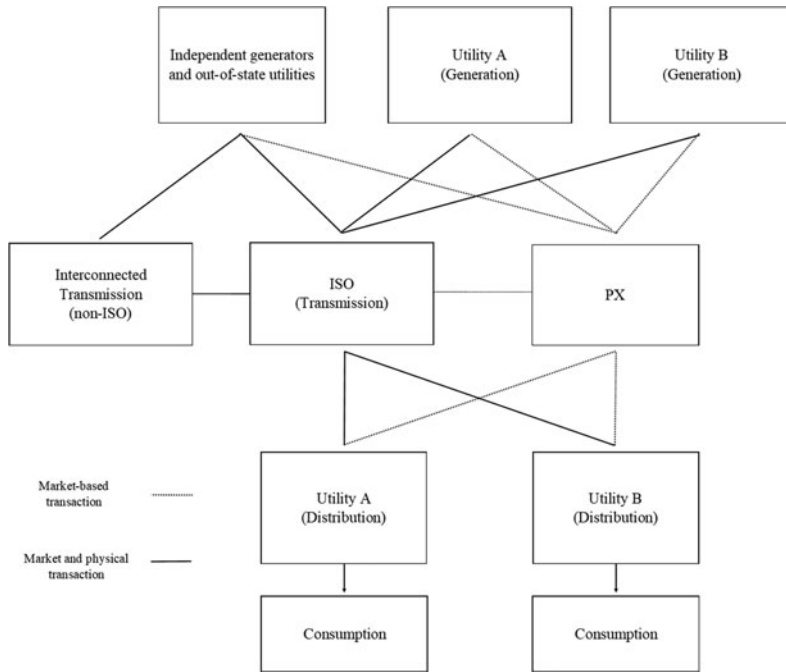 Independent generators
and out-of-state utilities
Utility A
(Generation)
Utility B
(Generation)
Interconnected
Transmission
(non-ISO)
ISO
(Transmission)
PX
Market-based
transaction
Utility A
(Distribution)
Utility B
(Distribution)
Market and physical
transaction
Consumption
Consumption